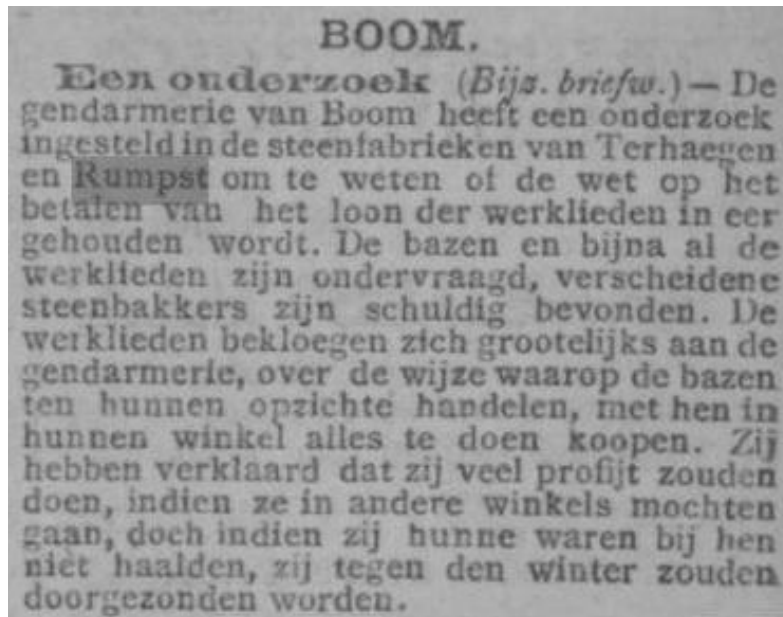 BOOM.
Een onderzoek (Bijz. briefw.) — De
gendarmerie van Boom heeft een onderzoek
ingesteld in de steenfabrieken van Terhaegen
en Rumpst om te weten of de wet op het
betalen van het loon der werklieden in eer
gehouden wordt. De bazen en bijna al de
werklieden zijn ondervraagd, verscheidene
steenbakkers zijn schuldig bevonden. De
werklieden bekloegen zich grootelijks aan de
gendarmerie, over de wijze waarop de bazen
ten hunnen opzichte handelen, met hen in
hunnen winkel alles te doen koopen. Zij
hebben verklaard dat zij veel profijt zouden
doen, indien ze in andere winkels mochten
gaan, doch indien zij hunne waren bij hen
niet haalden, zij tegen den winter zouden
doorgezonden worden.